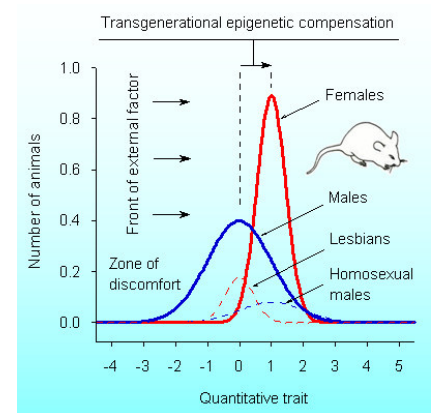 Transgenerational epigenetic compensation
1.0
0.8
0.6
0.4
0.2
0.0
Number of animals
Front of external factor
Zone of
discomfort
Females
Males
Lesbians
Homosexual
males
-4 -3 -2 -1 0 1 2 3 4 5
Quantitative trait